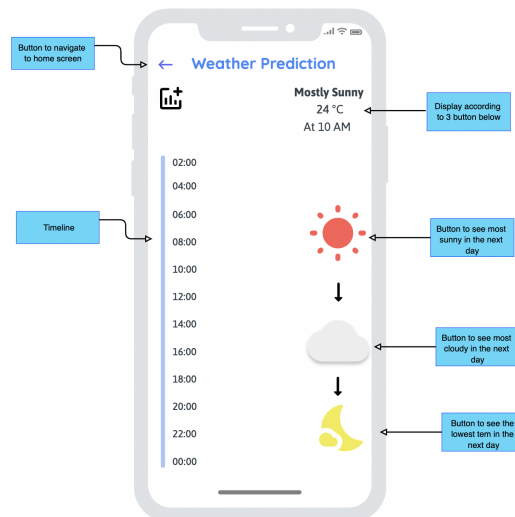 Button to navigate
to home screen
Weather Prediction
Mostly Sunny
24 °C
At 10 AM
Display according
to 3 button below
02:00
04:00
06:00
08:00
10:00
12:00
14:00
16:00
18:00
20:00
22:00
00:00
Timeline
Button to see most
sunny in the next
day
Button to see most
cloudy in the next
day
Button to see the
lowest tem in the
next day